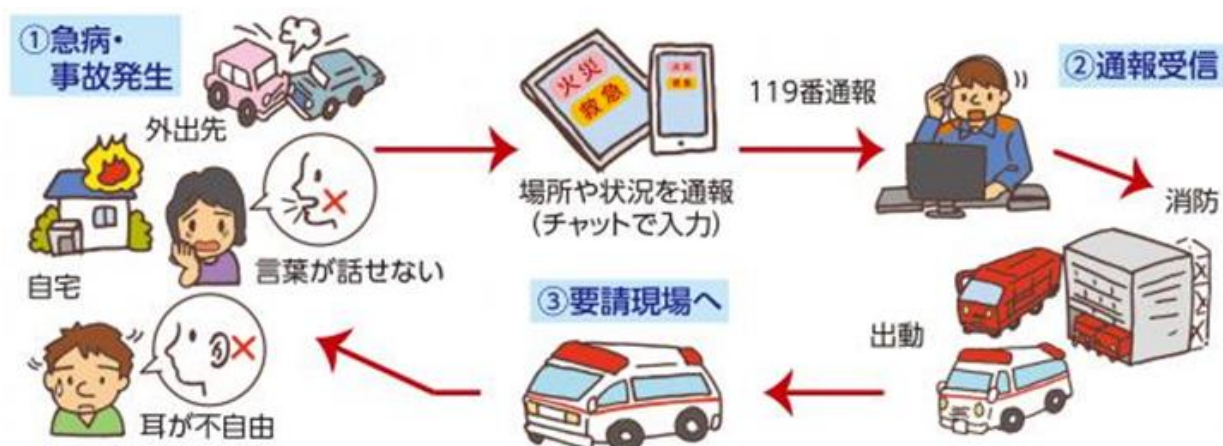 ①急病・
事故発生
外出先
自宅
言葉が話せない
耳が不自由
火災
救急
場所や状況を通報
(チャットで入力)
119番通報
②通報受信
消防
出動
③要請現場へ